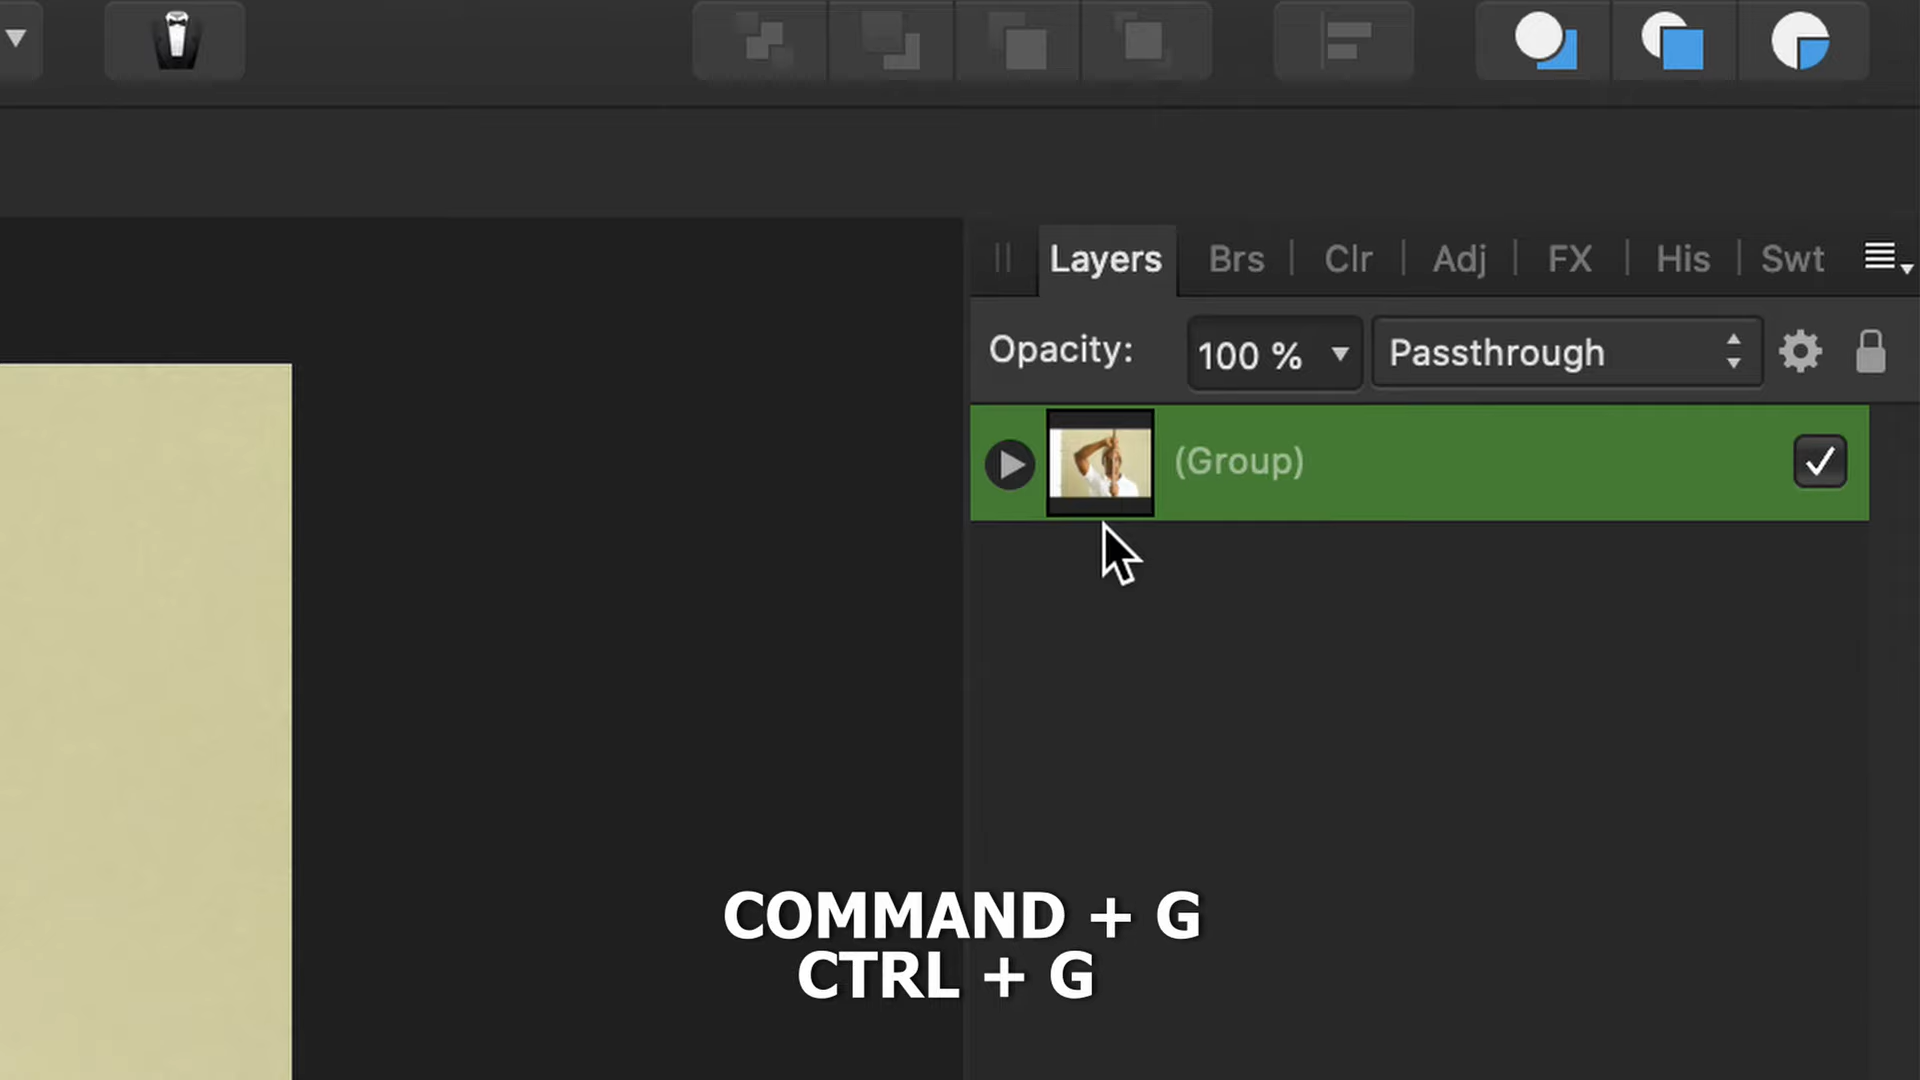 Layers Brs Clr Adj FX His Swt
Opacity: 100 % Passthrough
(Group)
COMMAND + G
CTRL + G